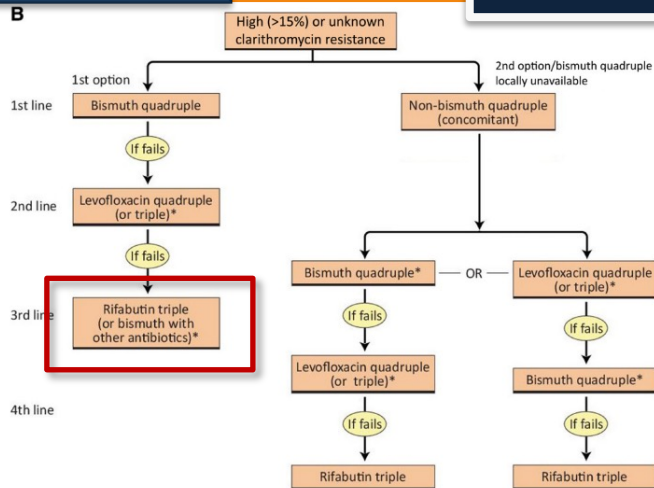 B
High (>15%) or unknown
clarithromycin resistance
1st option
2nd option/bismuth quadruple
locally unavailable
1st line
Bismuth quadruple
Non-bismuth quadruple
(concomitant)
If fails
2nd line
Levofloxacin quadruple
(or triple)*
If fails
Bismuth quadruple*
OR
Levofloxacin quadruple
(or triple)*
3rd line
Rifabutin triple
(or bismuth with
other antibiotics)*
If fails
If fails
Levofloxacin quadruple
(or triple)*
Bismuth quadruple*
4th line
If fails
If fails
Rifabutin triple
Rifabutin triple